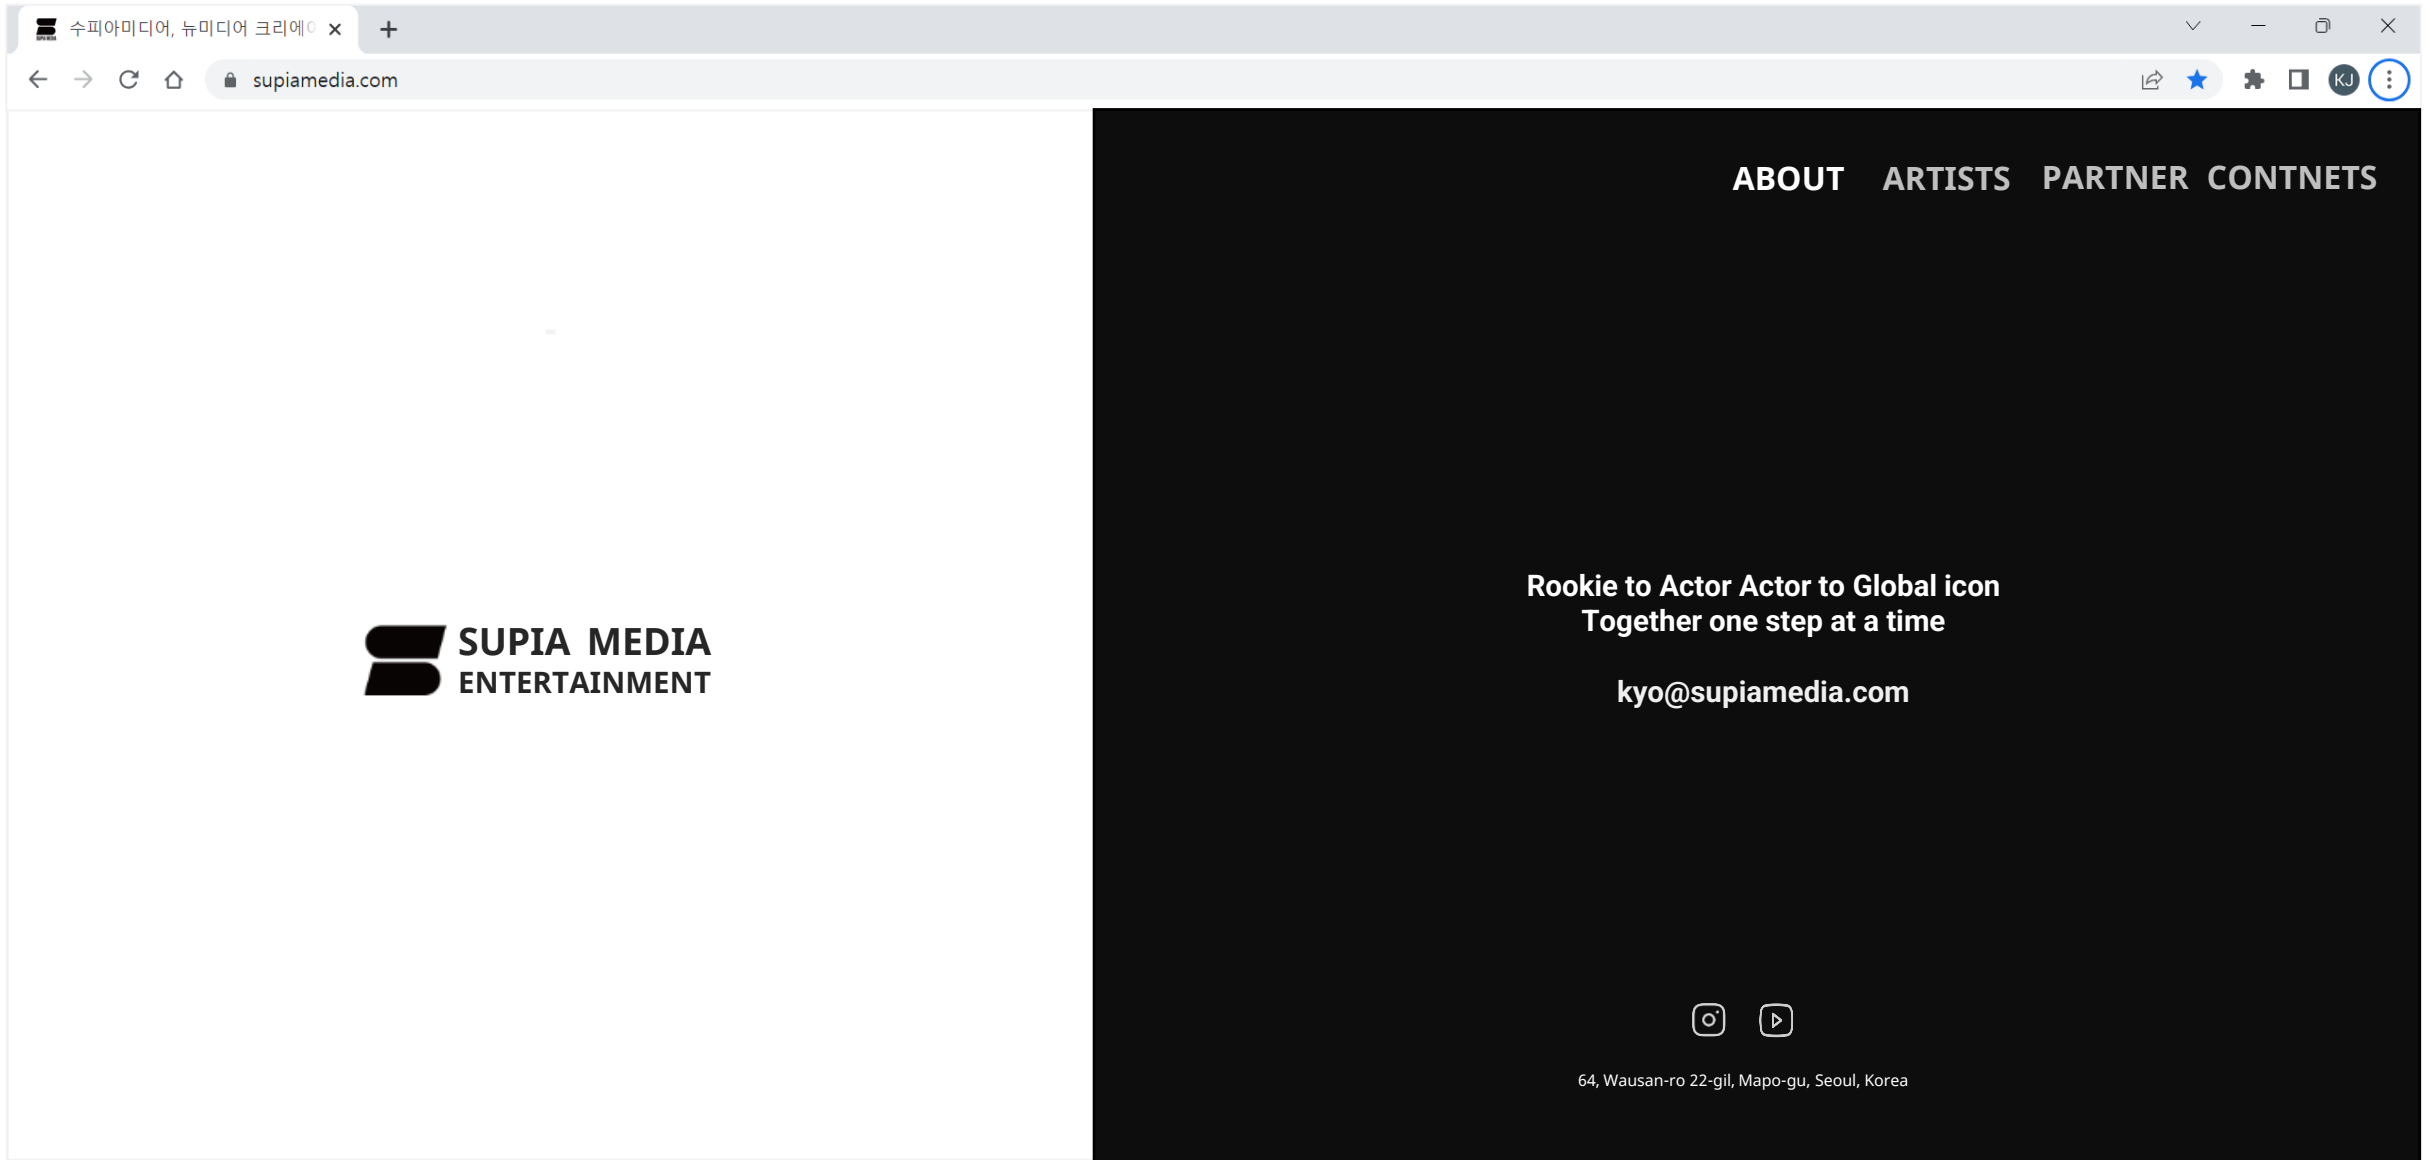 수피아미디어, 뉴미디어 크리에이
supiamedia.com
KJ
ABOUT ARTISTS PARTNER CONTNETS
SUPIA MEDIA
ENTERTAINMENT
Rookie to Actor Actor to Global icon
Together one step at a time
kyo@supiamedia.com
64, Wausan-ro 22-gil, Mapo-gu, Seoul, Korea